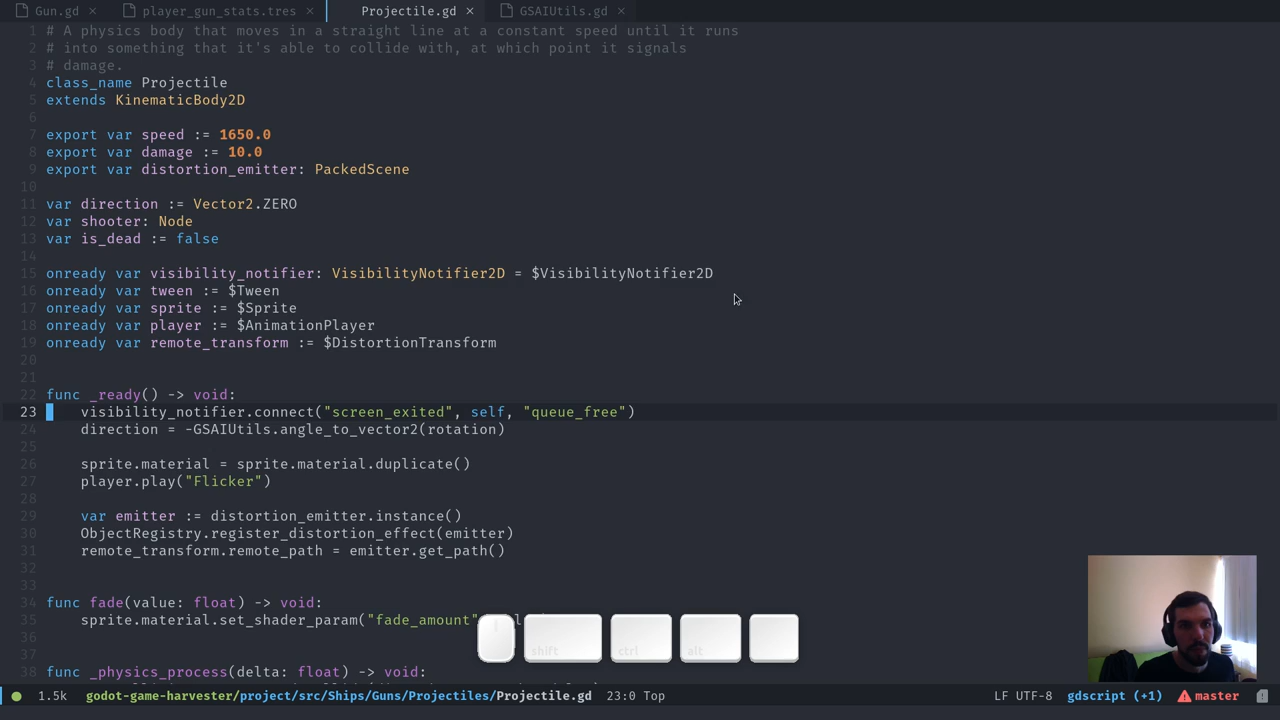 Gun.gd × player_gun_stats.tres × Projectile.gd × GSAIUtils.gd ×
1 # A physics body that moves in a straight line at a constant speed until it runs
2 # into something that it's able to collide with, at which point it signals
3 # damage.
4 class_name Projectile
5 extends KinematicBody2D
6
7 export var speed := 1650.0
8 export var damage := 10.0
9 export var distortion_emitter: PackedScene
10
11 var direction := Vector2.ZERO
12 var shooter: Node
13 var is_dead := false
14
15 onready var visibility_notifier: VisibilityNotifier2D = $VisibilityNotifier2D
16 onready var tween := $Tween
17 onready var sprite := $Sprite
18 onready var player := $AnimationPlayer
19 onready var remote_transform := $DistortionTransform
20
21
22 func _ready() -> void:
23 visibility_notifier.connect("screen_exited", self, "queue_free")
24 direction = -GSAIUtils.angle_to_vector2(rotation)
25
26 sprite.material = sprite.material.duplicate()
27 player.play("Flicker")
28
29 var emitter := distortion_emitter.instance()
30 ObjectRegistry.register_distortion_effect(emitter)
31 remote_transform.remote_path = emitter.get_path()
32
33
34 func fade(value: float) -> void:
35 sprite.material.set_shader_param("fade_amount"
36
37
38 func _physics_process(delta: float) -> void:
shift ctrl alt
1.5k godot-game-harvester/project/src/Ships/Guns/Projectiles/Projectile.gd 23:0 Top LF UTF-8 gdscript (+1) master